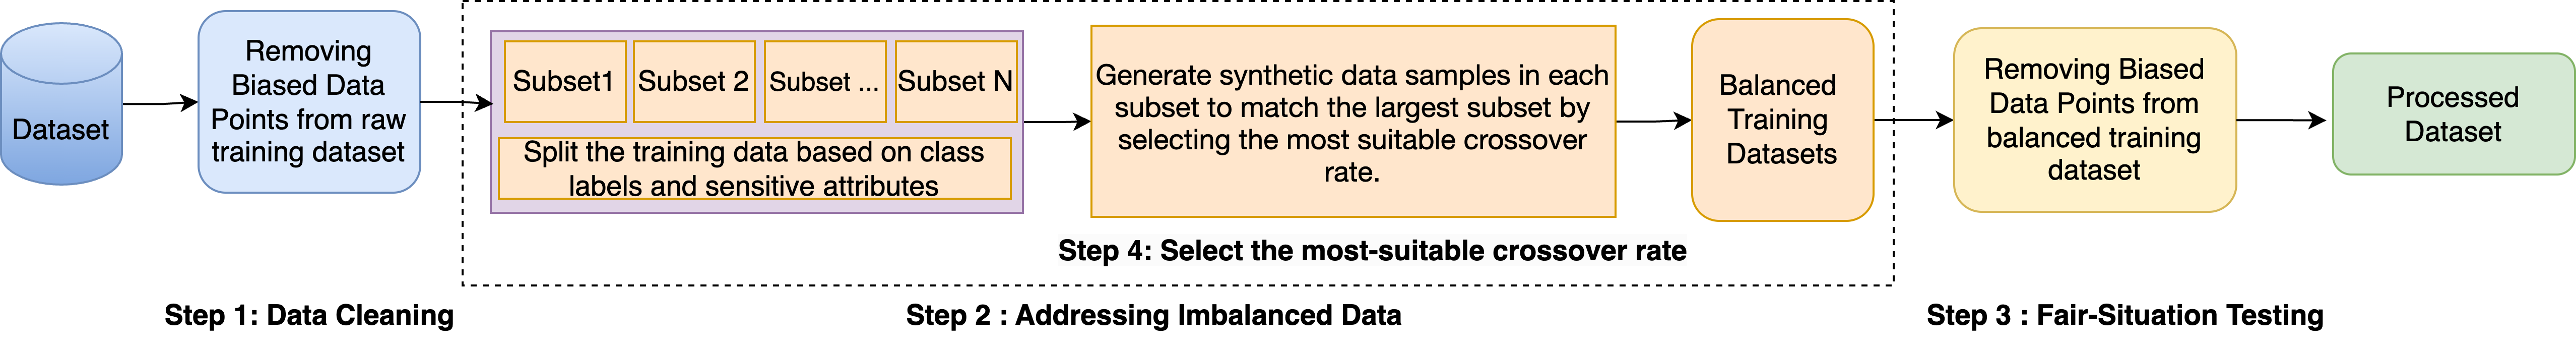 Dataset
Removing
Biased Data
Points from raw
training dataset
Subset1
Subset 2
Subset ...
Subset N
Split the training data based on class
labels and sensitive attributes
Generate synthetic data samples in each
subset to match the largest subset by
selecting the most suitable crossover
rate.
Balanced
Training
Datasets
Removing Biased
Data Points from
balanced training
dataset
Processed
Dataset
Step 4: Select the most-suitable crossover rate
Step 1: Data Cleaning
Step 2 : Addressing Imbalanced Data
Step 3 : Fair-Situation Testing